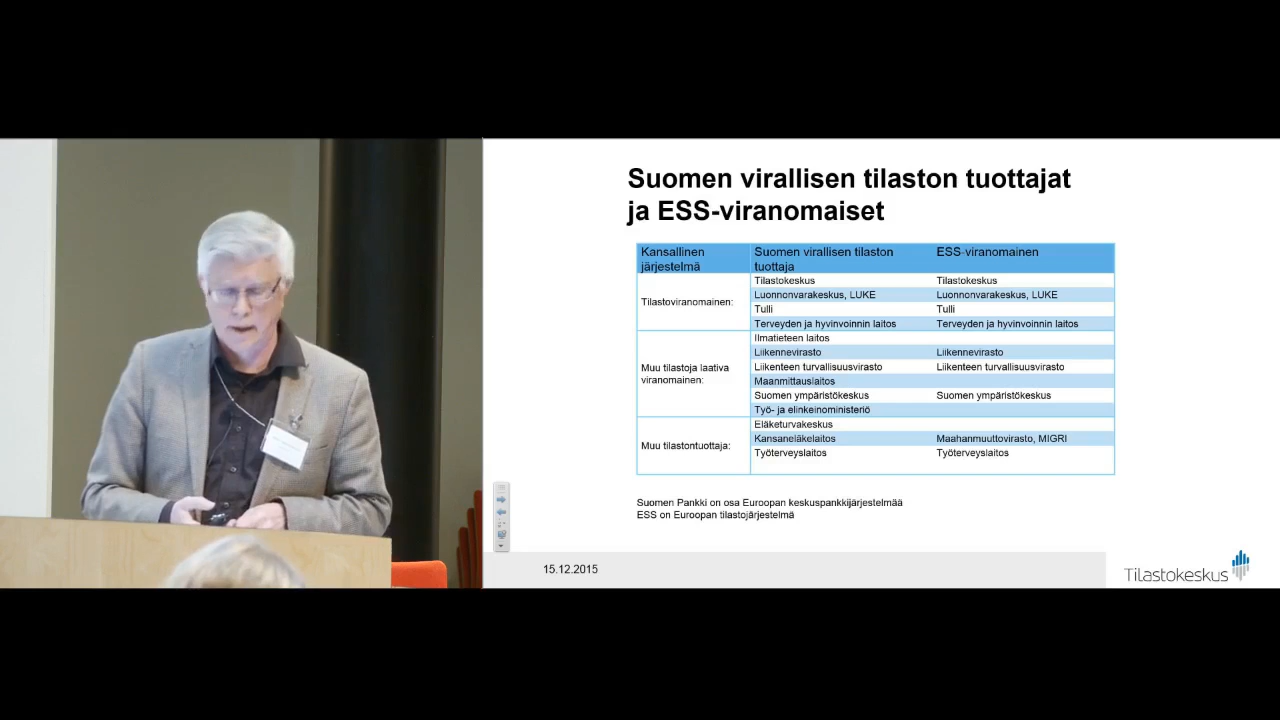 Suomen virallisen tilaston tuottajat
ja ESS-viranomaiset
Kansallinen
järjestelmä
Suomen virallisen tilaston
tuottaja
ESS-viranomainen
Tilastoviranomainen:
Tilastokeskus Tilastokeskus
Luonnonvarakeskus, LUKE Luonnonvarakeskus, LUKE
Tulli Tulli
Terveyden ja hyvinvoinnin laitos Terveyden ja hyvinvoinnin laitos
Muu tilastoja laativa
viranomainen:
Ilmatieteen laitos
Liikennevirasto Liikennevirasto
Liikenteen turvallisuusvirasto Liikenteen turvallisuusvirasto
Maanmittauslaitos
Suomen ympäristökeskus Suomen ympäristökeskus
Työ- ja elinkeinoministeriö
Muu tilastontuottaja:
Eläketurvakeskus
Kansaneläkelaitos Maahanmuuttovirasto, MIGRI
Työterveyslaitos Työterveyslaitos
Suomen Pankki on osa Euroopan keskuspankkijärjestelmää
ESS on Euroopan tilastojärjestelmä
15.12.2015
Tilastokeskus